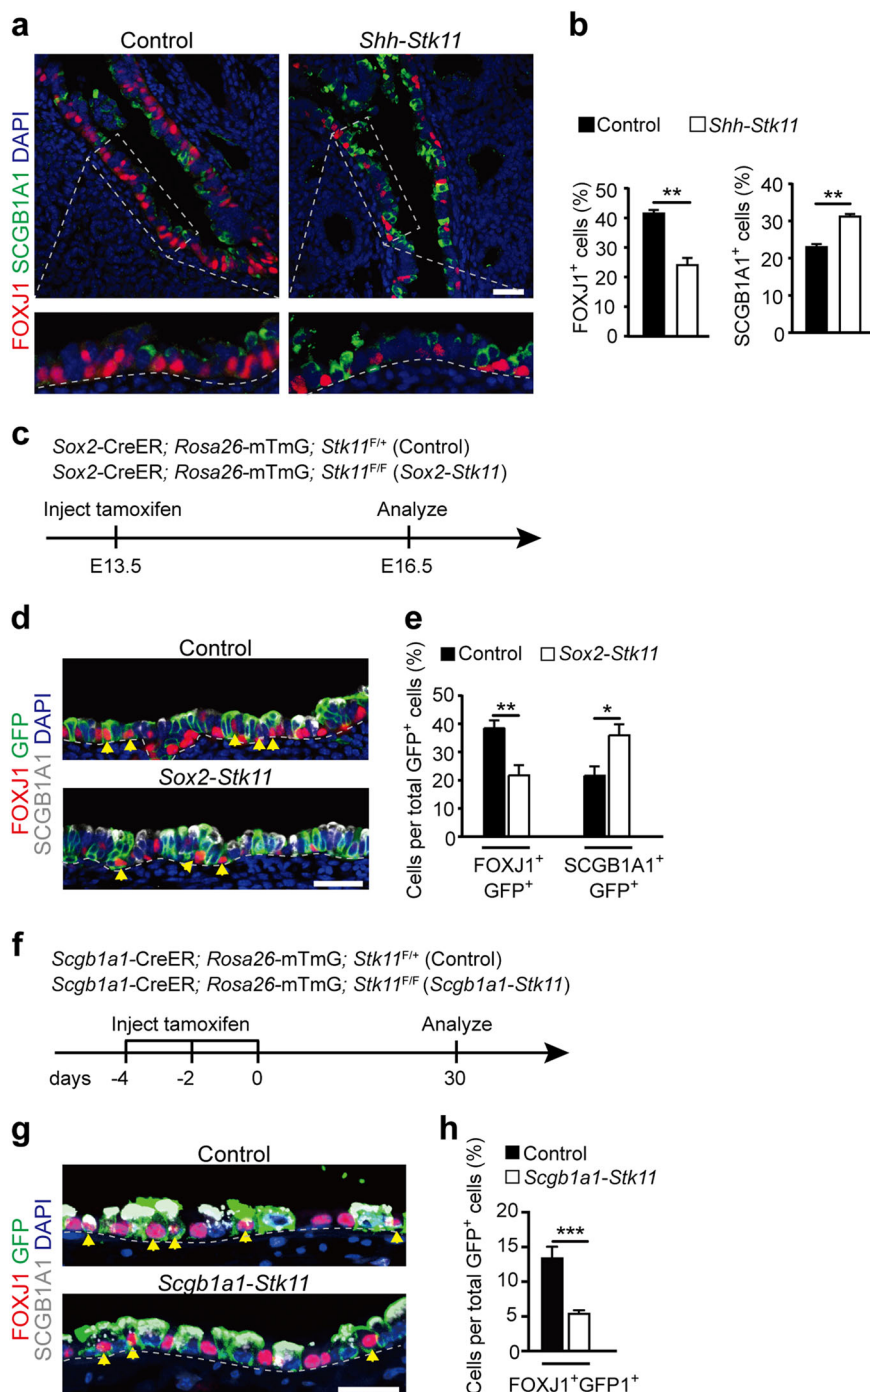 a
Control
Shh-Stk11
FOXJ1 SCGB1A1 DAPI
b
Control Shh-Stk11
FOXJ1+ cells (%)
50
40
30
20
10
0
**
SCGB1A1+ cells (%)
40
30
20
10
0
**
c
Sox2-CreER; Rosa26-mTmG; Stk11F/+ (Control)
Sox2-CreER; Rosa26-mTmG; Stk11F/F (Sox2-Stk11)
Inject tamoxifen Analyze
E13.5 E16.5
d
Control
Sox2-Stk11
FOXJ1 GFP
SCGB1A1 DAPI
e
Control Sox2-Stk11
Cells per total GFP+ cells (%)
50
40
30
20
10
0
**
*
FOXJ1+ SCGB1A1+
GFP+ GFP+
f
Scgb1a1-CreER; Rosa26-mTmG; Stk11F/+ (Control)
Scgb1a1-CreER; Rosa26-mTmG; Stk11F/F (Scgb1a1-Stk11)
Inject tamoxifen Analyze
days -4 -2 0 30
g
Control
Scgb1a1-Stk11
FOXJ1 GFP
SCGB1A1 DAPI
h
Control
Scgb1a1-Stk11
Cells per total GFP+ cells (%)
20
15
10
5
0
***
FOXJ1+GFP1+